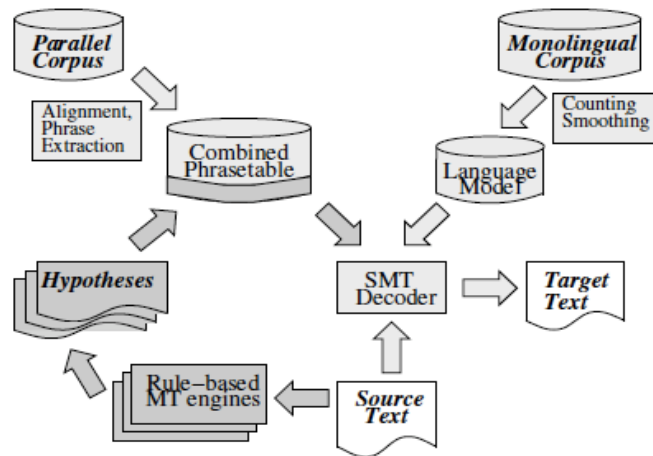 Parallel
Corpus
Monolingual
Corpus
Alignment,
Phrase
Extraction
Counting
Smoothing
Combined
Phrasetable
Language
Model
Hypotheses
SMT
Decoder
Target
Text
Rule-based
MT engines
Source
Text